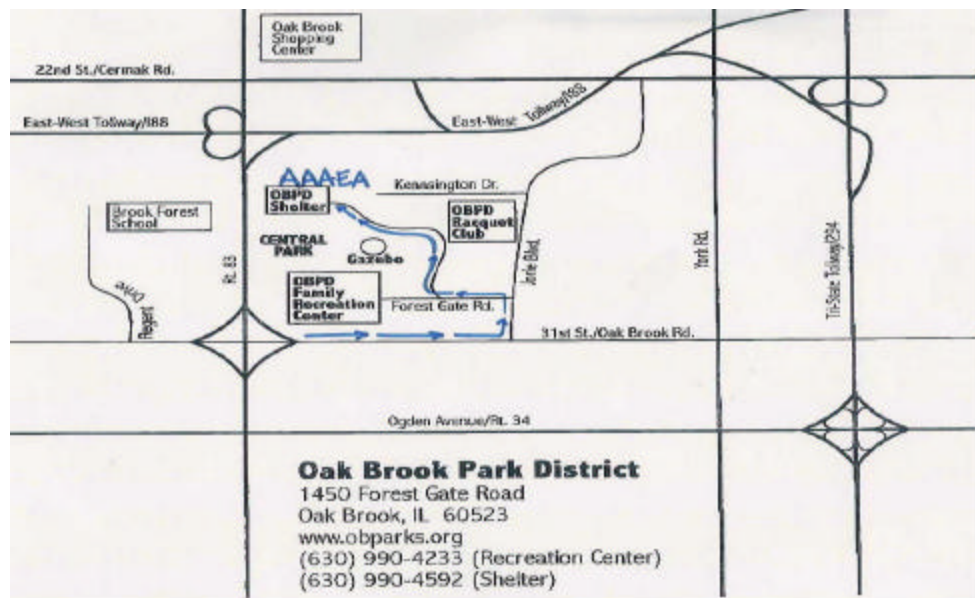 Oak Brook
Shopping
Center
22nd St./Cermak Rd.
East-West Tollway/I88
East-West Tollway/I88
AAAEA
OBPD
Shelter
Kensington Dr.
Brook Forest
School
OBPD
Racquet
Club
CENTRAL
PARK
Gazebo
Rt. 83
Jorie Blvd.
York Rd.
Tri-State Tollway/294
OBPD
Family
Recreation
Center
Forest Gate Rd.
Regent Drive
31st St./Oak Brook Rd.
Ogden Avenue/Rt. 34
Oak Brook Park District
1450 Forest Gate Road
Oak Brook, IL 60523
www.obparks.org
(630) 990-4233 (Recreation Center)
(630) 990-4592 (Shelter)